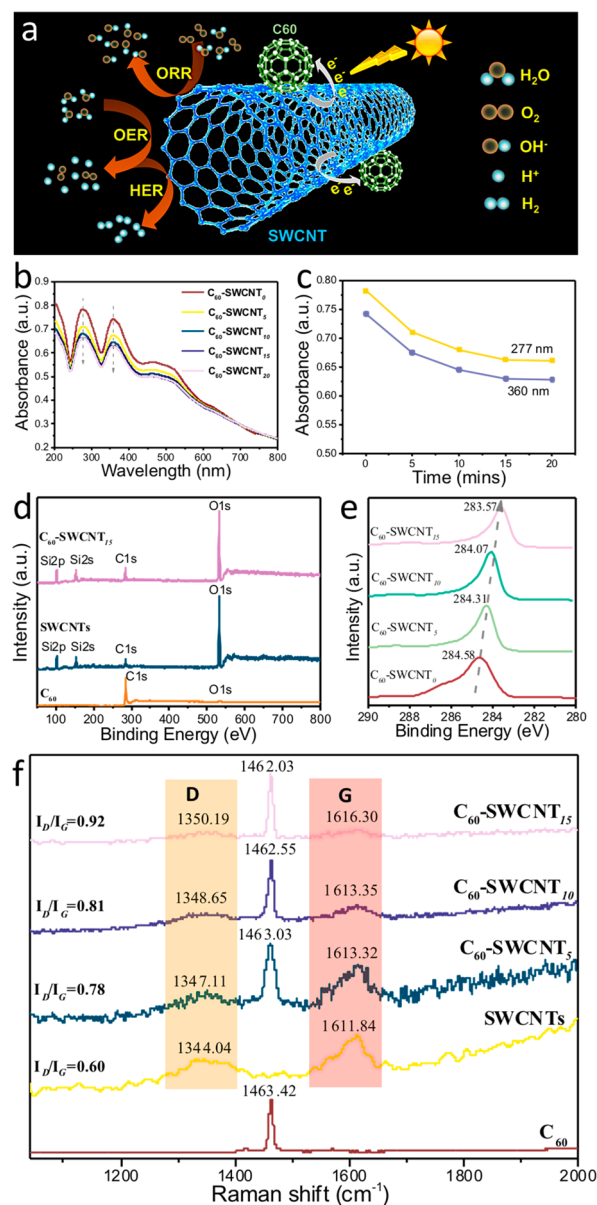 a
C60
ORR
e-
e-
e-
OER
HER
e-
e-
SWCNT
H2O
O2
OH-
H+
H2
b
Absorbance (a.u.)
0.9
0.8
0.7
0.6
0.5
0.4
0.3
0.2
C60-SWCNT0
C60-SWCNT5
C60-SWCNT10
C60-SWCNT15
C60-SWCNT20
200 300 400 500 600 700 800
Wavelength (nm)
c
Absorbance (a.u.)
0.80
0.75
0.70
0.65
0.60
0.55
0.50
277 nm
360 nm
0 5 10 15 20
Time (mins)
d
Intensity (a.u.)
C60-SWCNT15
Si2p Si2s C1s O1s
SWCNTs
Si2p Si2s C1s O1s
C60
C1s O1s
100 200 300 400 500 600 700 800
Binding Energy (eV)
e
Intensity (a.u.)
C60-SWCNT15
283.57
C60-SWCNT10
284.07
C60-SWCNT5
284.31
C60-SWCNT0
284.58
290 288 286 284 282 280
Binding Energy (eV)
f
D
G
ID/IG=0.92
1350.19
1462.03
1616.30
C60-SWCNT15
ID/IG=0.81
1348.65
1462.55
1613.35
C60-SWCNT10
ID/IG=0.78
1347.11
1463.03
1613.32
C60-SWCNT5
ID/IG=0.60
1344.04
1611.84
SWCNTs
1463.42
C60
1200 1400 1600 1800 2000
Raman shift (cm-1)